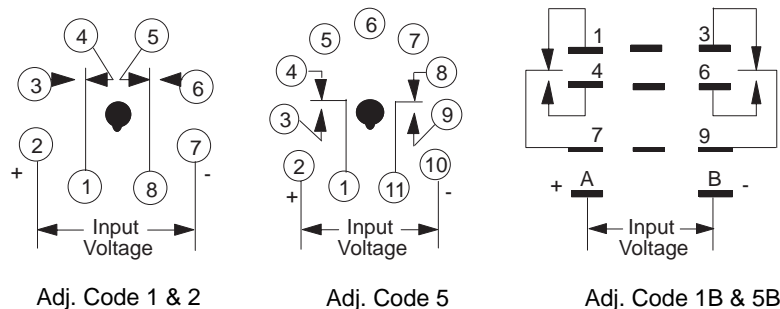 4 5
3 6
2 7
+ -
1 8
Input
Voltage
Adj. Code 1 & 2
6
5 7
4 8
3 9
2 10
+ -
1 11
Input
Voltage
Adj. Code 5
1 3
4 6
7 9
+ A B -
Input
Voltage
Adj. Code 1B & 5B